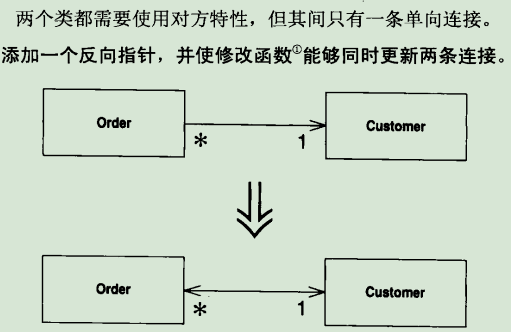 两个类都需要使用对方特性，但其间只有一条单向连接。
添加一个反向指针，并使修改函数①能够同时更新两条连接。
Order
Customer
* 1
Order
Customer
* 1